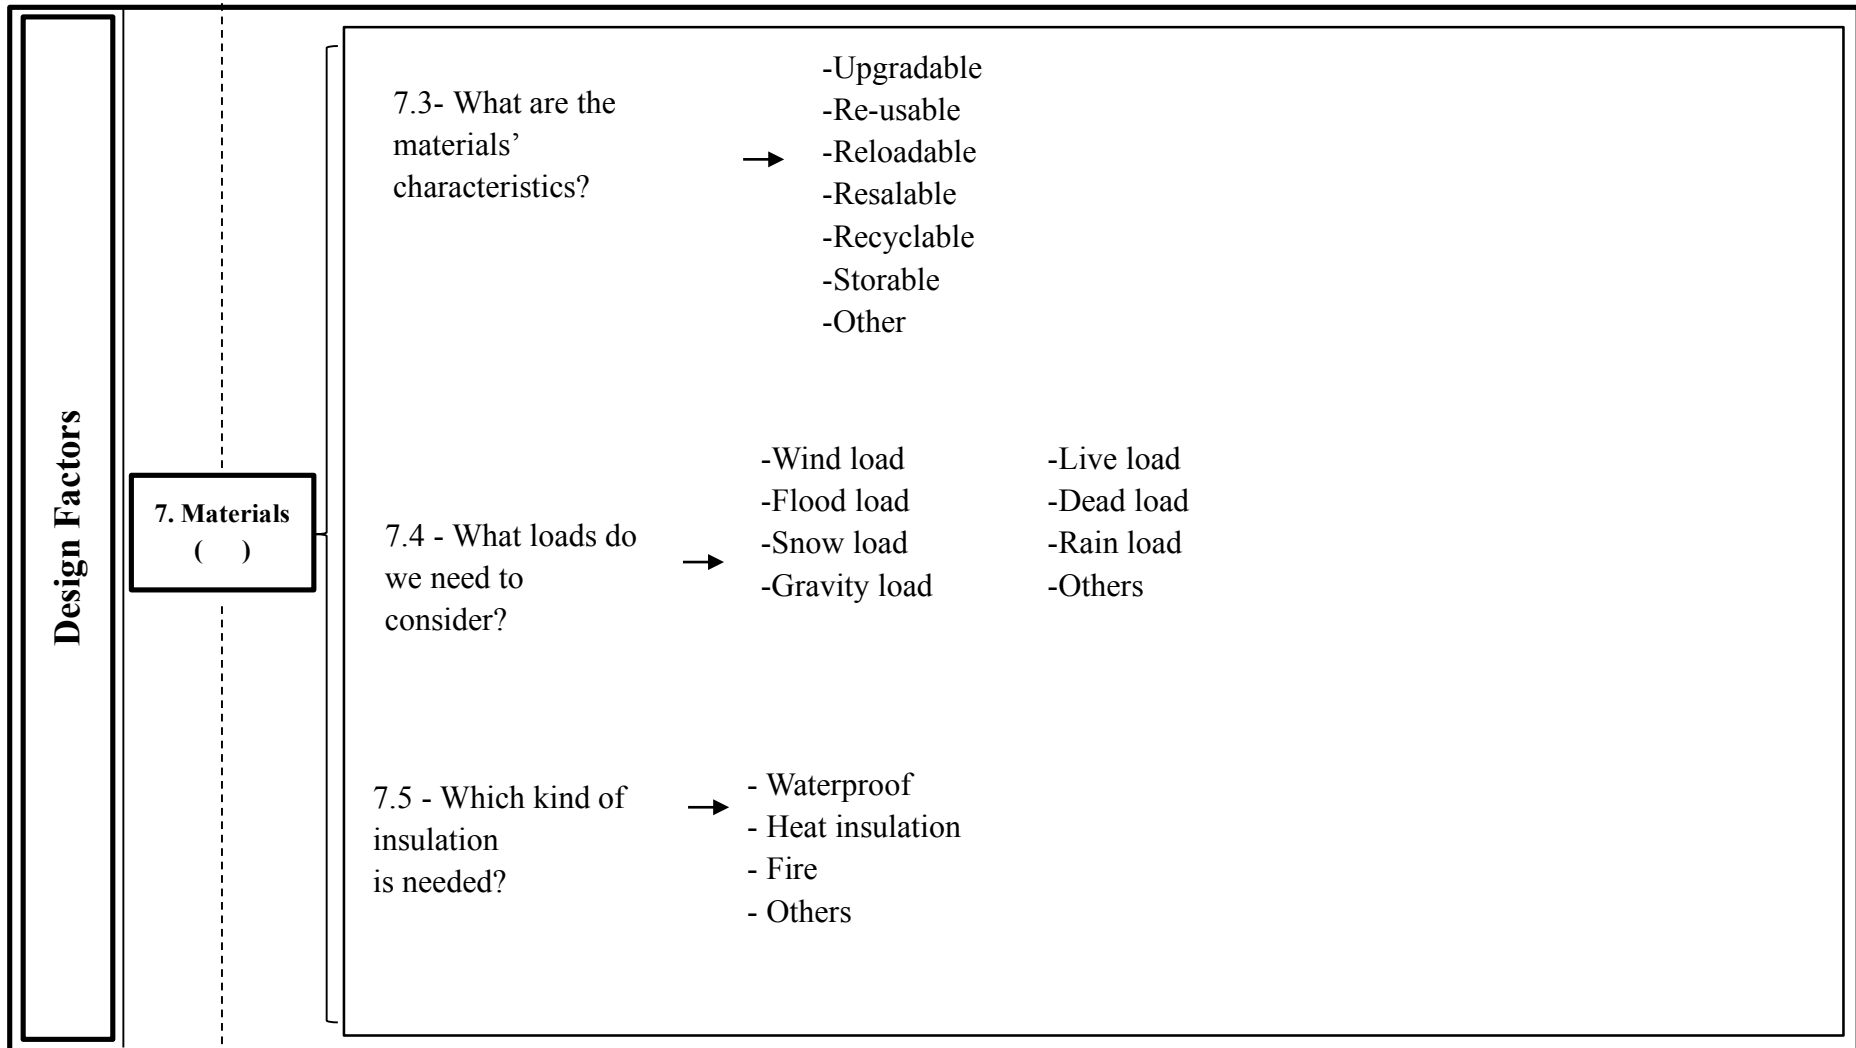 Design Factors
7. Materials
(    )
7.3- What are the
materials’
characteristics?
-Upgradable
-Re-usable
-Reloadable
-Resalable
-Recyclable
-Storable
-Other
7.4 - What loads do
we need to
consider?
-Wind load
-Flood load
-Snow load
-Gravity load
-Live load
-Dead load
-Rain load
-Others
7.5 - Which kind of
insulation
is needed?
- Waterproof
- Heat insulation
- Fire
- Others